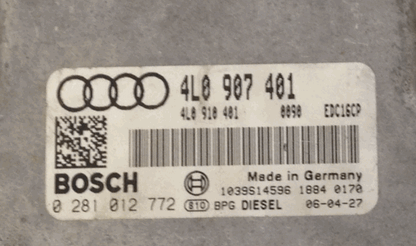 4L0 907 401
4L0 910 401 0090 EDC16CP
BOSCH Made in Germany
1039S14596 1884 0170
0 281 012 772 810 BPG DIESEL 06-04-27